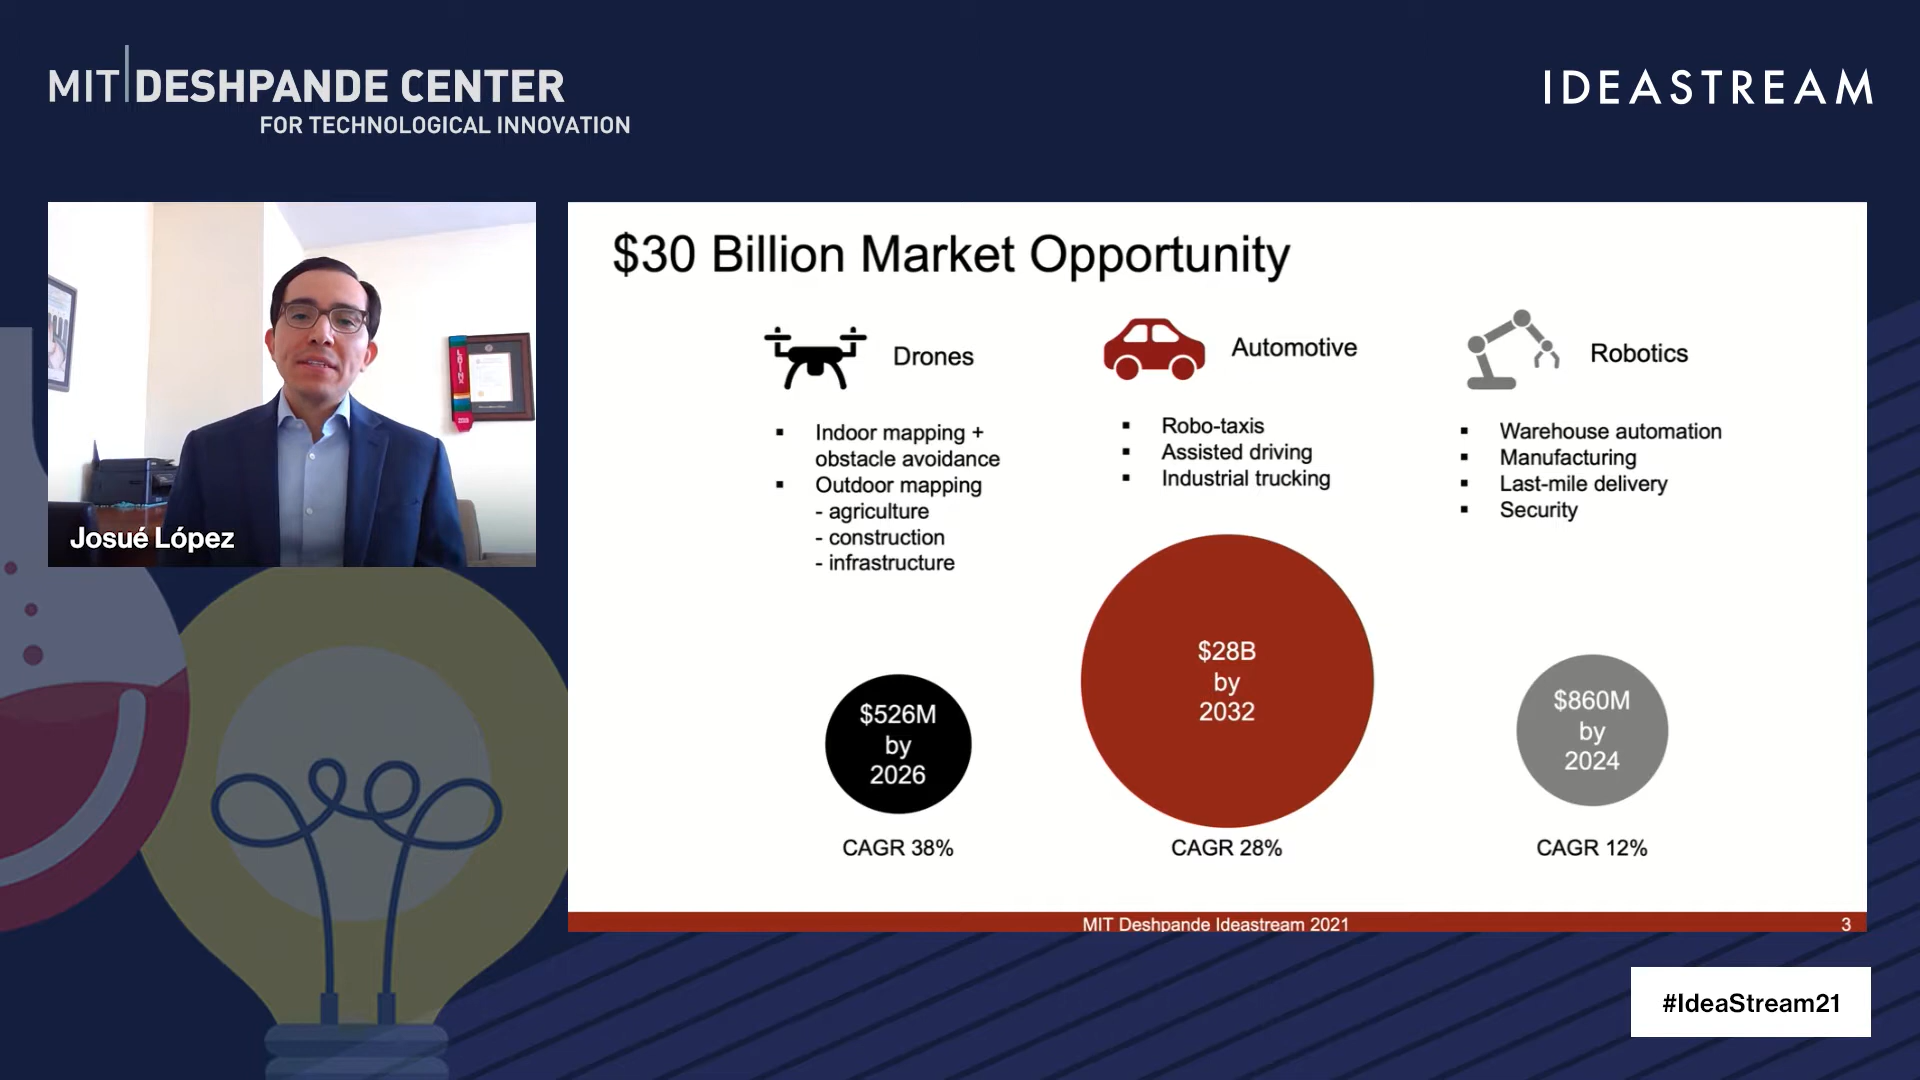 MIT DESHPANDE CENTER
FOR TECHNOLOGICAL INNOVATION
IDEASTREAM
Josué López
$30 Billion Market Opportunity
Drones
▪ Indoor mapping +
obstacle avoidance
▪ Outdoor mapping
- agriculture
- construction
- infrastructure
$526M
by
2026
CAGR 38%
Automotive
▪ Robo-taxis
▪ Assisted driving
▪ Industrial trucking
$28B
by
2032
CAGR 28%
Robotics
▪ Warehouse automation
▪ Manufacturing
▪ Last-mile delivery
▪ Security
$860M
by
2024
CAGR 12%
MIT Deshpande Ideastream 2021
3
#IdeaStream21